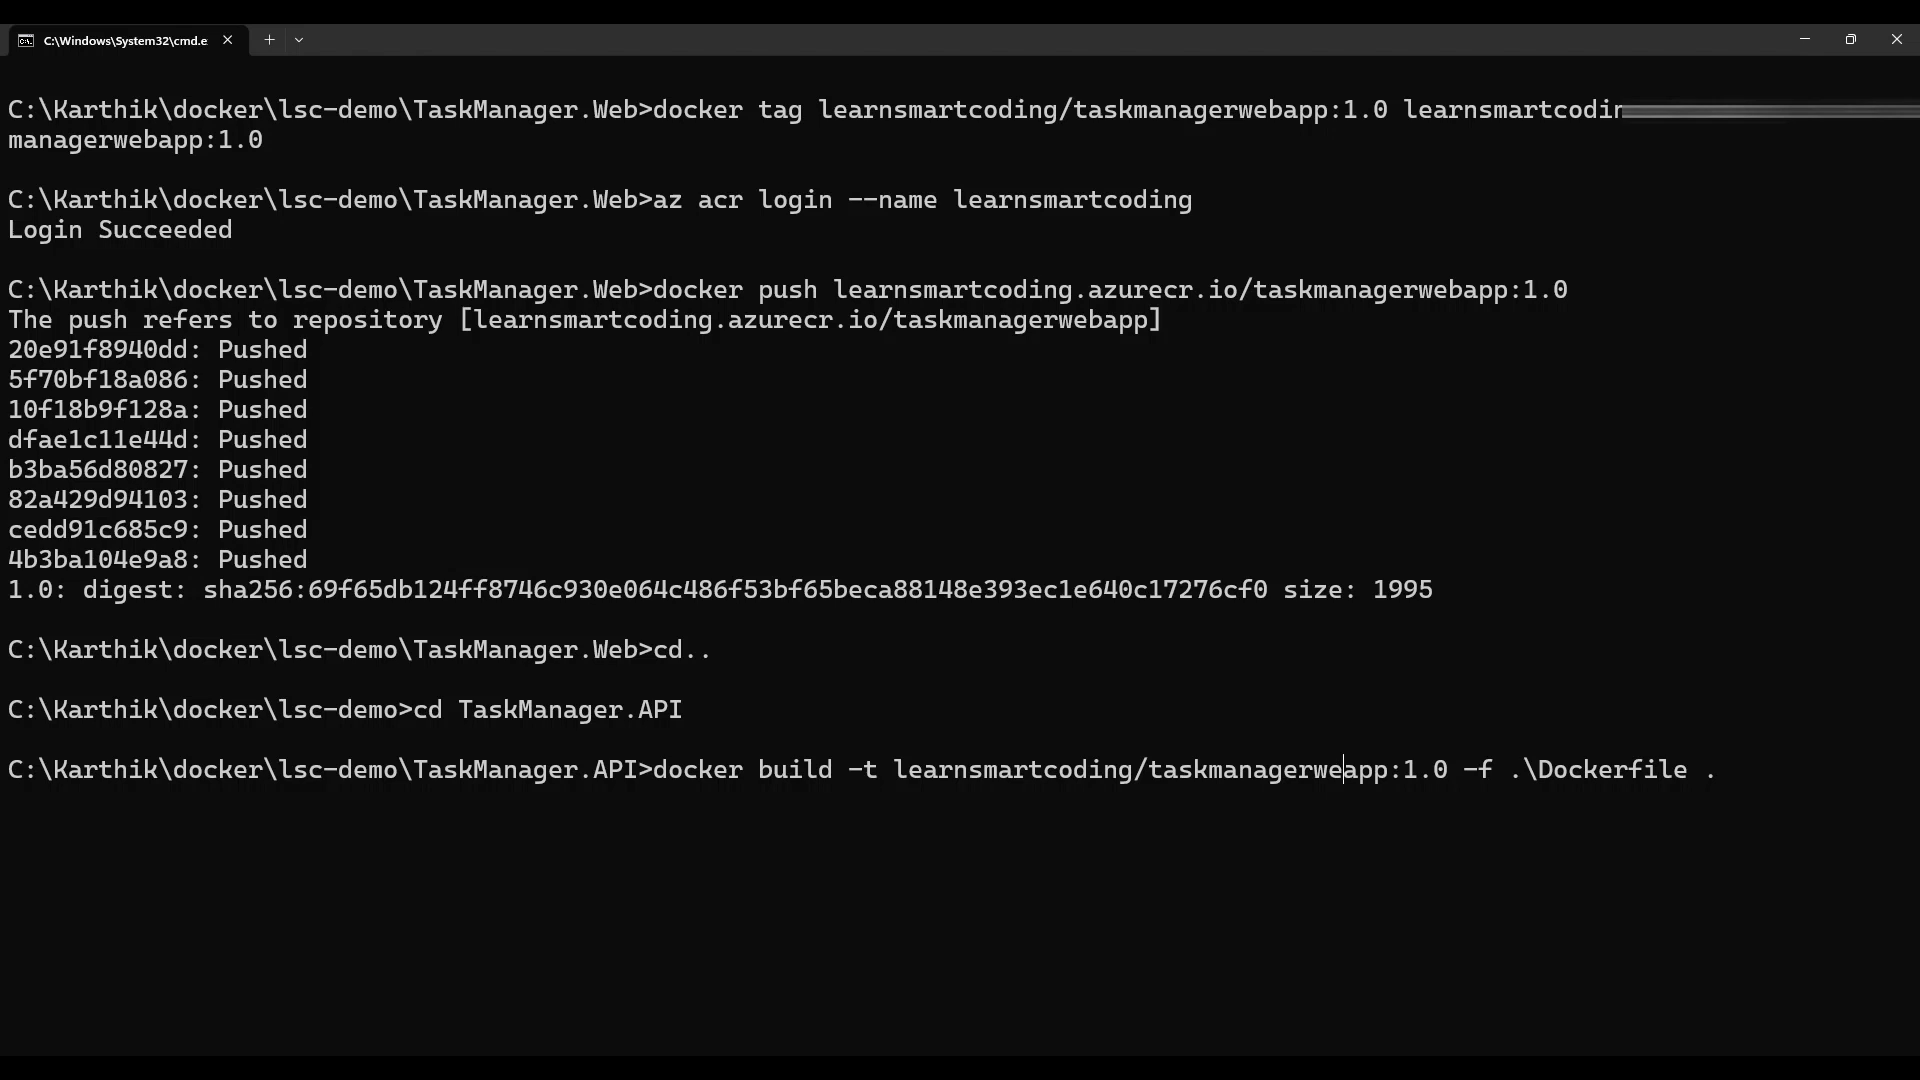 C:\Windows\System32\cmd.e
C:\Karthik\docker\lsc-demo\TaskManager.Web>docker tag learnsmartcoding/taskmanagerwebapp:1.0
managerwebapp:1.0
C:\Karthik\docker\lsc-demo\TaskManager.Web>az acr login --name learnsmartcoding
Login Succeeded
C:\Karthik\docker\lsc-demo\TaskManager.Web>docker push learnsmartcoding.azurecr.io/taskmanagerwebapp:1.0
The push refers to repository [learnsmartcoding.azurecr.io/taskmanagerwebapp]
20e91f8940dd: Pushed
5f70bf18a086: Pushed
10f18b9f128a: Pushed
dfae1c11e44d: Pushed
b3ba56d80827: Pushed
82a429d94103: Pushed
cedd91c685c9: Pushed
4b3ba104e9a8: Pushed
1.0: digest: sha256:69f65db124ff8746c930e064c486f53bf65beca88148e393ec1e640c17276cf0 size: 1995
C:\Karthik\docker\lsc-demo\TaskManager.Web>cd..
C:\Karthik\docker\lsc-demo>cd TaskManager.API
C:\Karthik\docker\lsc-demo\TaskManager.API>docker build -t learnsmartcoding/taskmanagerweapp:1.0 -f .\Dockerfile .